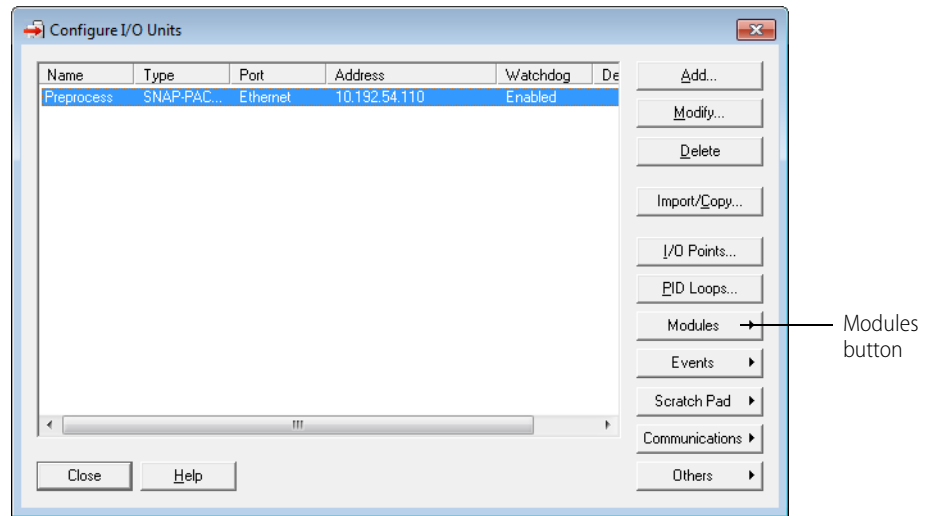 Configure I/O Units
Name Type Port Address Watchdog De
Preprocess SNAP-PAC... Ethernet 10.192.54.110 Enabled
Add...
Modify...
Delete
Import/Copy...
I/O Points...
PID Loops...
Modules
Events
Scratch Pad
Communications
Others
Close Help
Modules
button